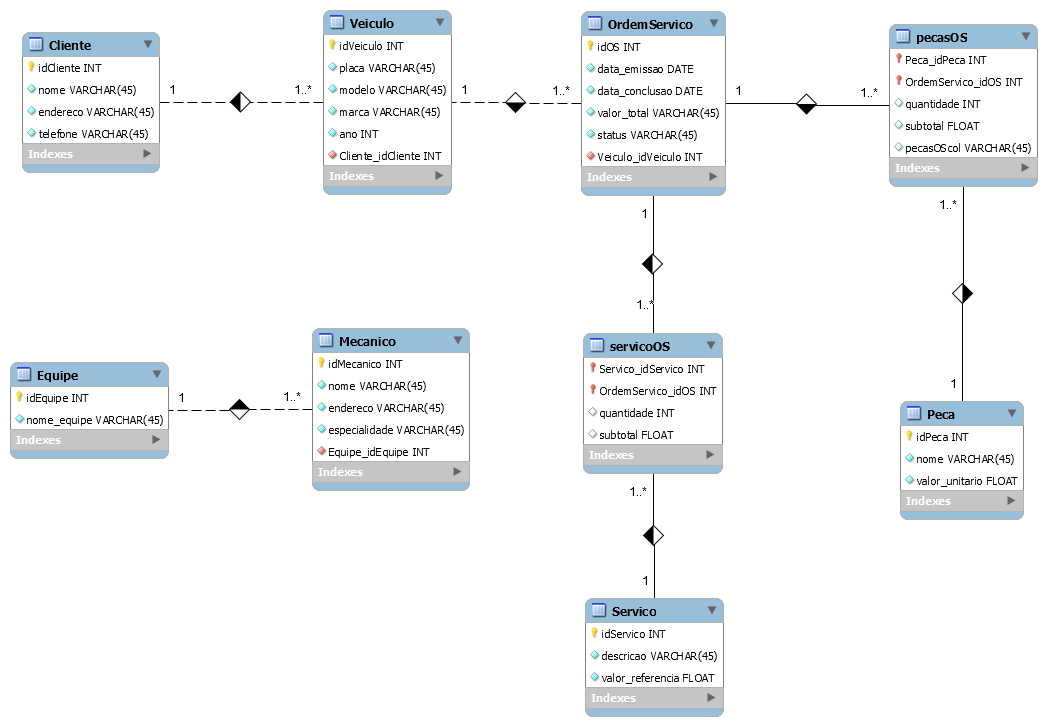 Cliente
idCliente INT
nome VARCHAR(45)
endereco VARCHAR(45)
telefone VARCHAR(45)
Indexes
1
1..*
Veiculo
idVeiculo INT
placa VARCHAR(45)
modelo VARCHAR(45)
marca VARCHAR(45)
ano INT
Cliente_idCliente INT
Indexes
1
1..*
OrdemServico
idOS INT
data_emissao DATE
data_conclusao DATE
valor_total VARCHAR(45)
status VARCHAR(45)
Veiculo_idVeiculo INT
Indexes
1
1..*
pecasOS
Peca_idPeca INT
OrdemServico_idOS INT
quantidade INT
subtotal FLOAT
pecasOScol VARCHAR(45)
Indexes
1..*
1
1
1..*
Equipe
idEquipe INT
nome_equipe VARCHAR(45)
Indexes
1
1..*
Mecanico
idMecanico INT
nome VARCHAR(45)
endereco VARCHAR(45)
especialidade VARCHAR(45)
Equipe_idEquipe INT
Indexes
servicoOS
Servico_idServico INT
OrdemServico_idOS INT
quantidade INT
subtotal FLOAT
Indexes
1..*
1
Peca
idPeca INT
nome VARCHAR(45)
valor_unitario FLOAT
Indexes
Servico
idServico INT
descricao VARCHAR(45)
valor_referencia FLOAT
Indexes